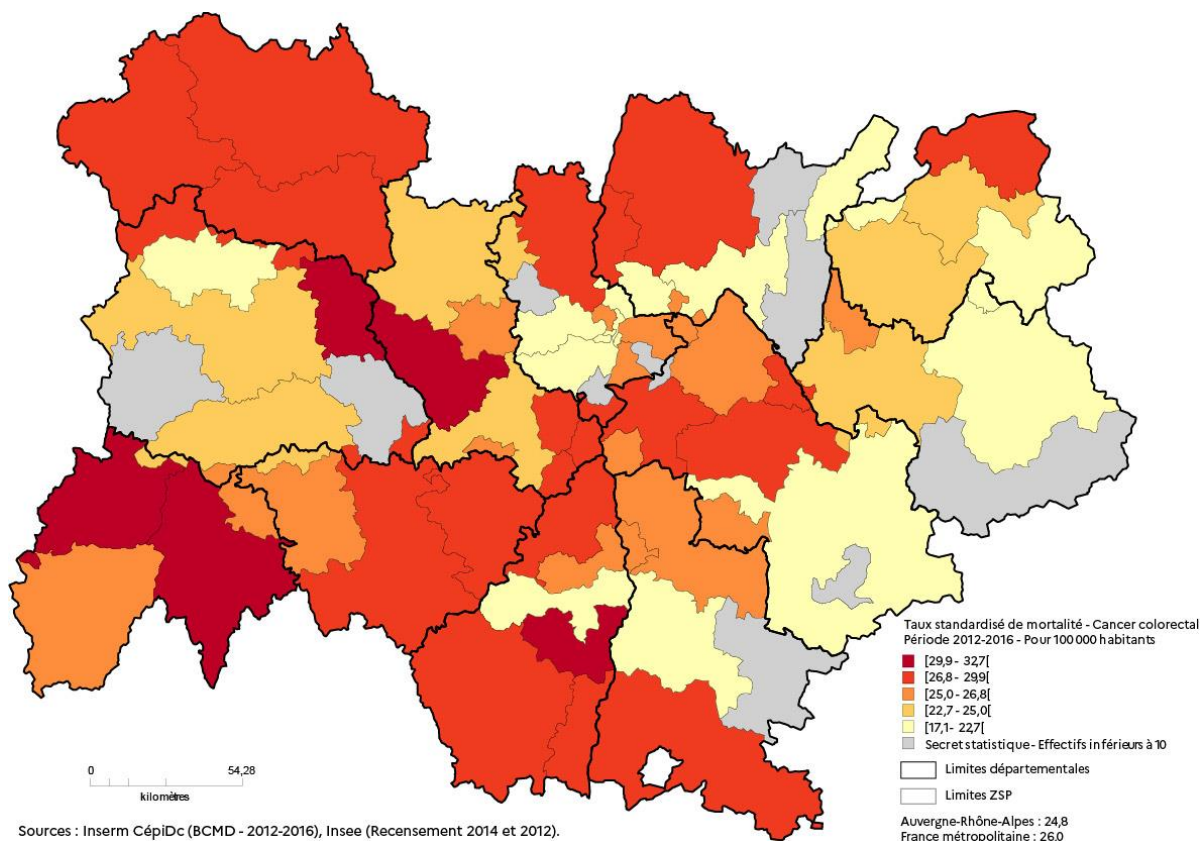 Taux standardisé de mortalité - Cancer colorectal
Période 2012-2016 - Pour 100 000 habitants
[29,9 - 32,7[
[26,8 - 29,9[
[25,0 - 26,8[
[22,7 - 25,0[
[17,1 - 22,7[
Secret statistique - Effectifs inférieurs à 10
Limites départementales
Limites ZSP
Auvergne-Rhône-Alpes : 24,8
France métropolitaine : 26,0
0 54,28
kilomètres
Sources : Inserm CépiDc (BCMD - 2012-2016), Insee (Recensement 2014 et 2012).